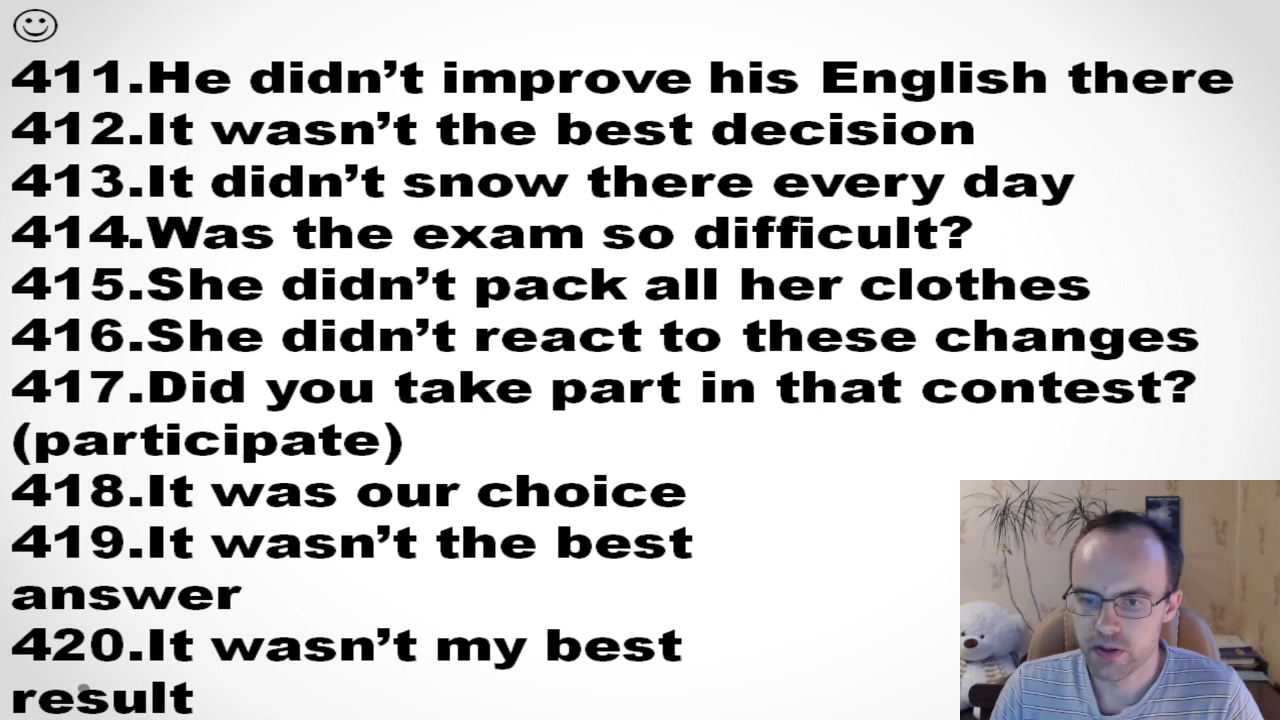 411.He didn’t improve his English there
412.It wasn’t the best decision
413.It didn’t snow there every day
414.Was the exam so difficult?
415.She didn’t pack all her clothes
416.She didn’t react to these changes
417.Did you take part in that contest?
(participate)
418.It was our choice
419.It wasn’t the best
answer
420.It wasn’t my best
result